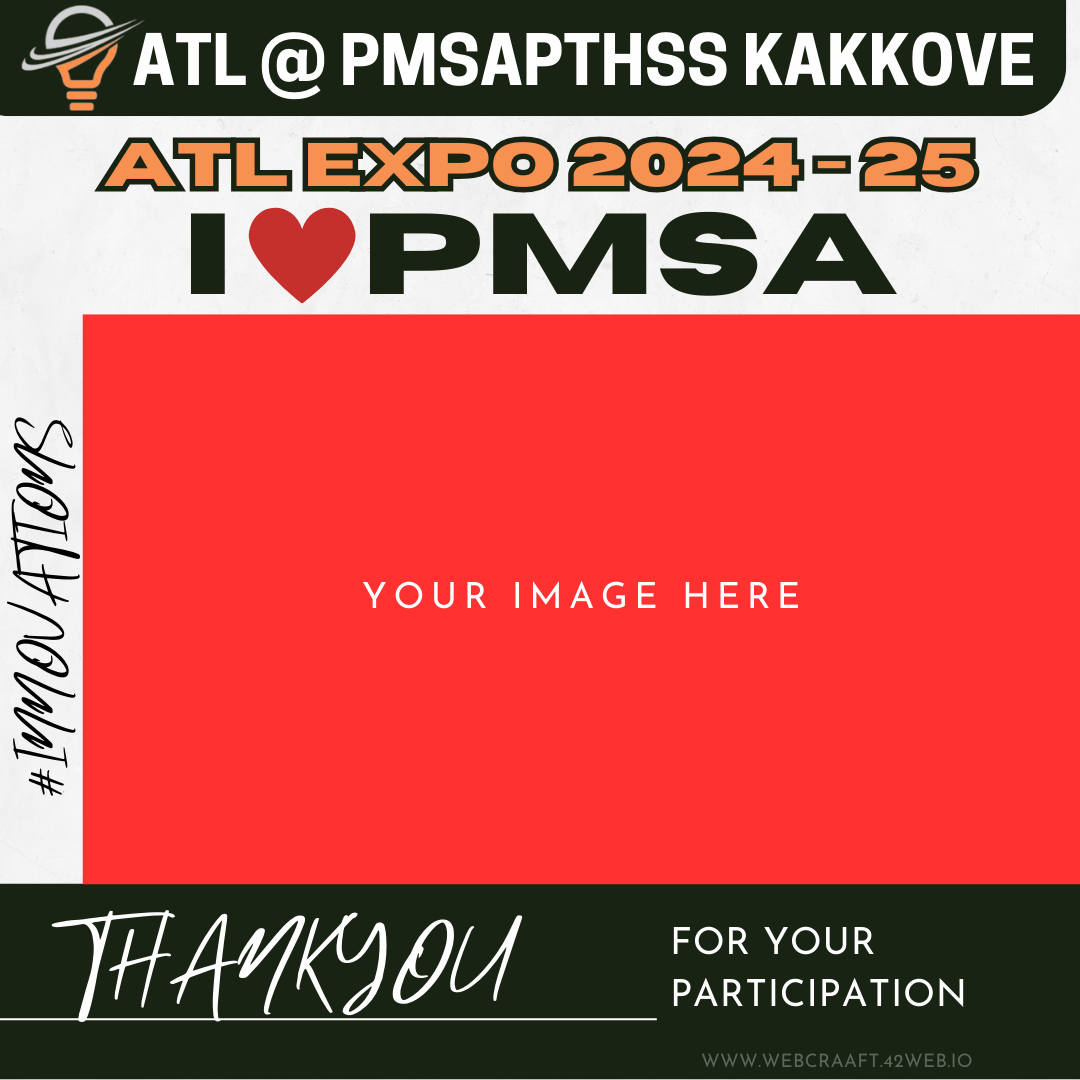 ATL @ PMSAPTHSS KAKKOVE
ATL EXPO 2024 - 25
I ❤ PMSA
#INNOVATIONS
YOUR IMAGE HERE
THANKYOU
FOR YOUR
PARTICIPATION
WWW.WEBCRAAFT.42WEB.IO